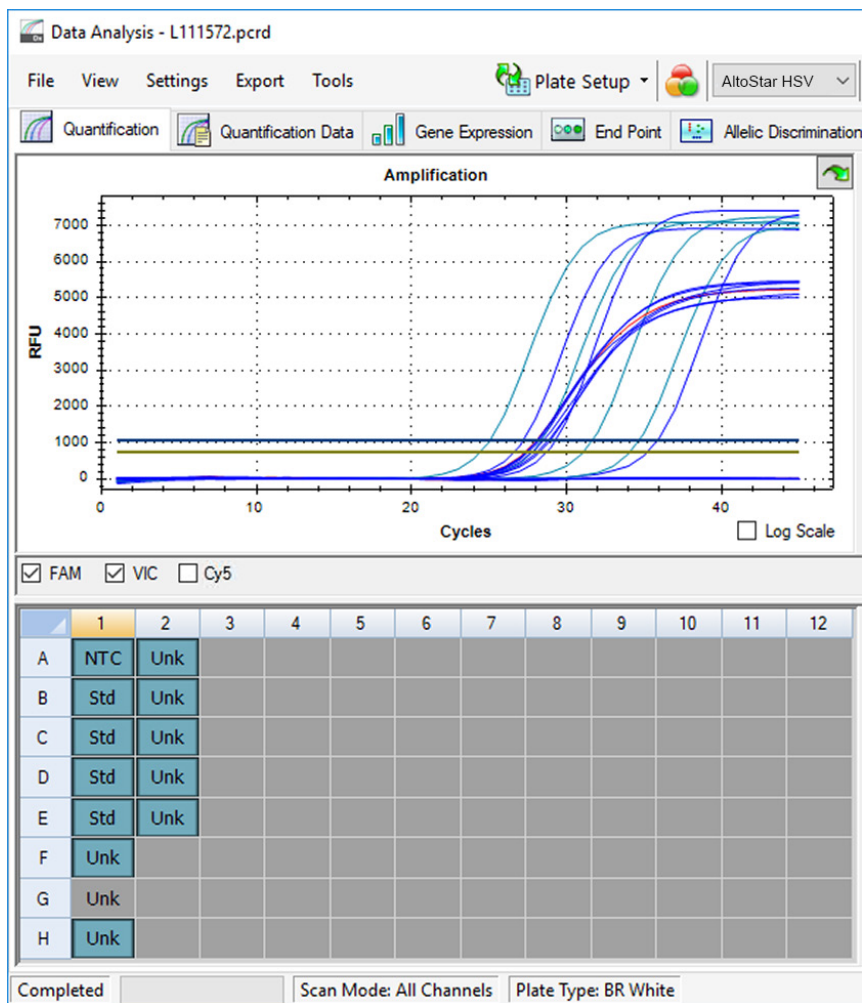 Data Analysis - L111572.pcrd
File View Settings Export Tools Plate Setup AltoStar HSV
Quantification Quantification Data Gene Expression End Point Allelic Discrimination
Amplification
7000
6000
5000
4000
3000
2000
1000
0
RFU
0 10 20 30 40
Cycles
Log Scale
FAM VIC Cy5
1 2 3 4 5 6 7 8 9 10 11 12
A NTC Unk
B Std Unk
C Std Unk
D Std Unk
E Std Unk
F Unk
G Unk
H Unk
Completed Scan Mode: All Channels Plate Type: BR White